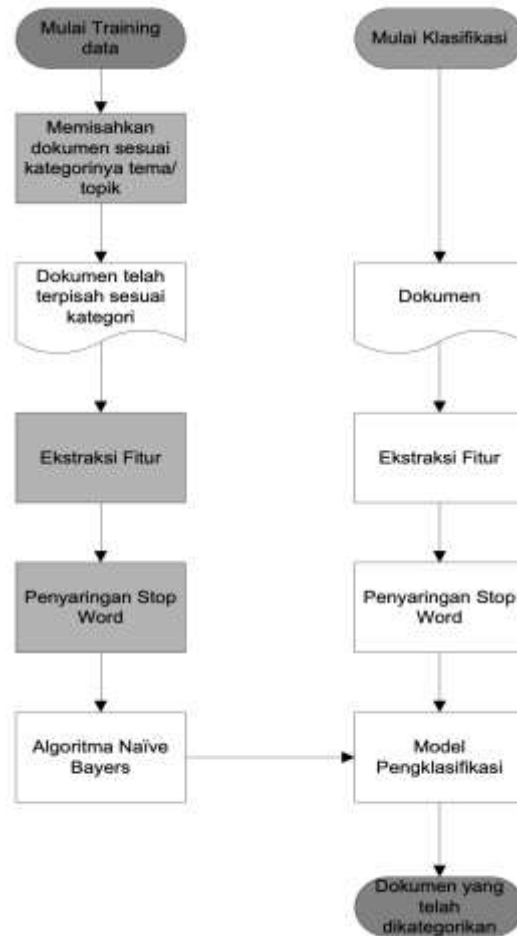 Mulai Training
data
Memisahkan
dokumen sesuai
kategorinya tema/
topik
Dokumen telah
terpisah sesuai
kategori
Ekstraksi Fitur
Penyaringan Stop
Word
Algoritma Naïve
Bayers
Mulai Klasifikasi
Dokumen
Ekstraksi Fitur
Penyaringan Stop
Word
Model
Pengklasifikasi
Dokumen yang
telah
dikategorikan